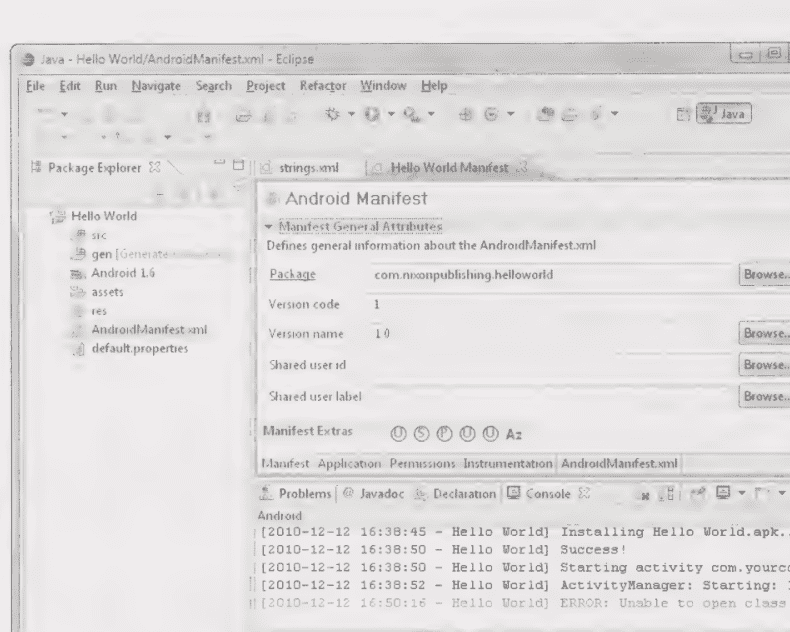 Java - Hello World/AndroidManifest.xml - Eclipse
File Edit Run Navigate Search Project Refactor Window Help
Java
Package Explorer
strings.xml
Hello World Manifest
Hello World
src
gen [Generate
Android 1.6
assets
res
AndroidManifest.xml
default.properties
Android Manifest
Manifest General Attributes
Defines general information about the AndroidManifest.xml
Package com.nixonpublishing.helloworld Browse..
Version code 1
Version name 1.0 Browse..
Shared user id Browse..
Shared user label Browse..
Manifest Extras U S P U U Az
Manifest Application Permissions Instrumentation AndroidManifest.xml
Problems @ Javadoc Declaration Console
Android
[2010-12-12 16:38:45 - Hello World] Installing Hello World.apk..
[2010-12-12 16:38:50 - Hello World] Success!
[2010-12-12 16:38:50 - Hello World] Starting activity com.yourco
[2010-12-12 16:38:52 - Hello World] ActivityManager: Starting:
[2010-12-12 16:50:16 - Hello World] ERROR: Unable to open class